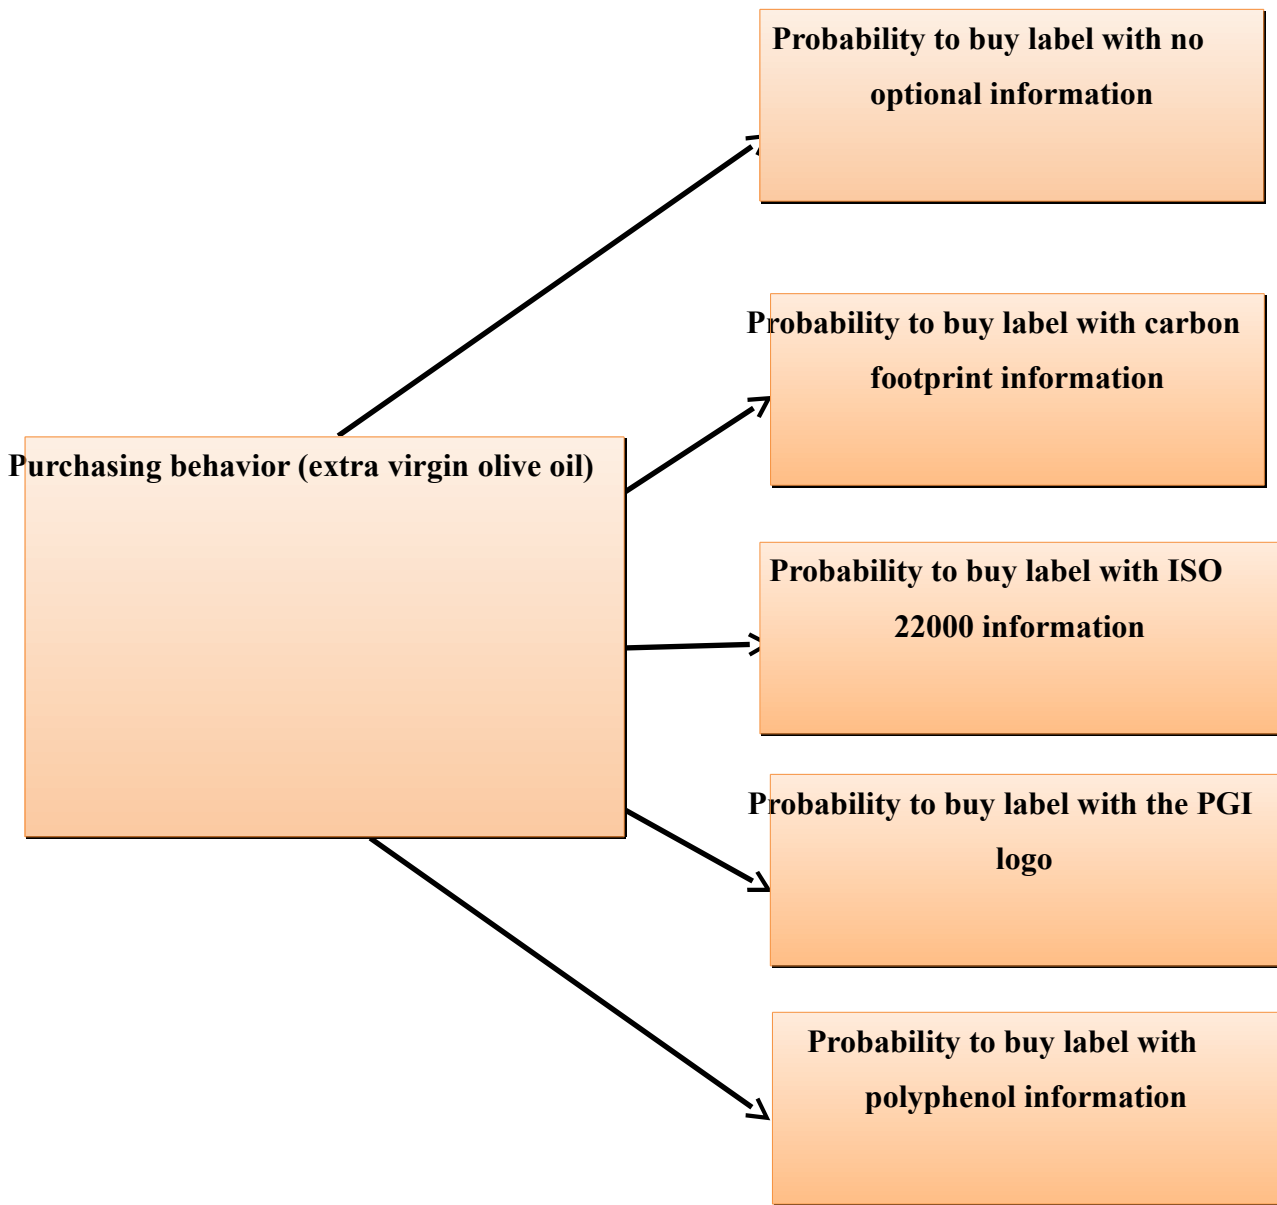 Probability to buy label with no
optional information
Probability to buy label with carbon
footprint information
Purchasing behavior (extra virgin olive oil)
Probability to buy label with ISO
22000 information
Probability to buy label with the PGI
logo
Probability to buy label with
polyphenol information